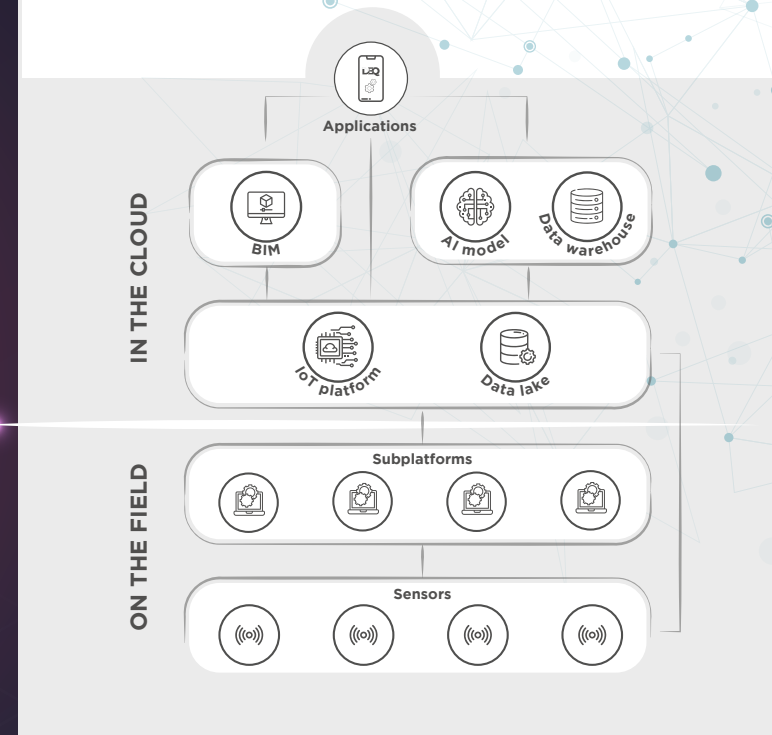 Applications
IN THE CLOUD
BIM
AI model
Data warehouse
IoT platform
Data lake
ON THE FIELD
Subplatforms
Sensors